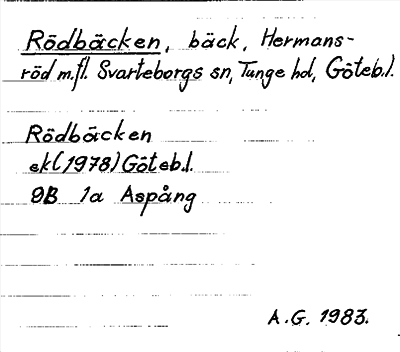 Rödbäcken, bäck, Hermans-
röd m.fl. Svarteborgs sn, Tunge hd, Göteb.l.
Rödbäcken
ek(1978) Göteb.l.
9B 1a Aspång
A.G. 1983.